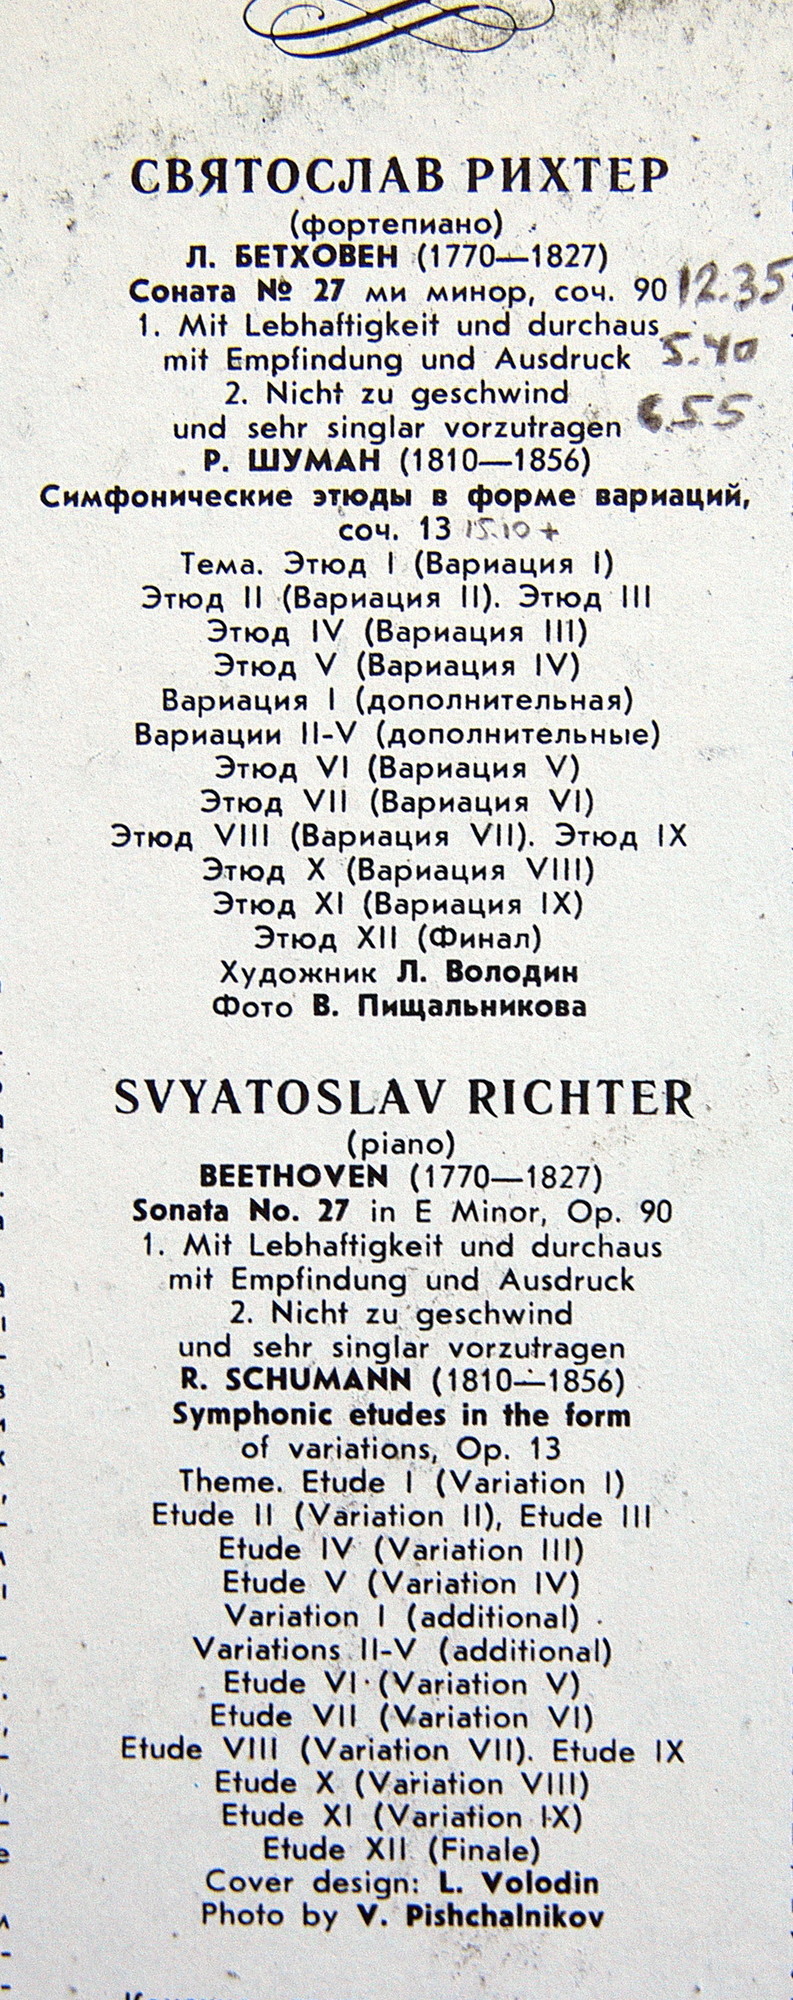 СВЯТОСЛАВ РИХТЕР
(фортепиано)
Л. БЕТХОВЕН (1770—1827)
Соната № 27 ми минор, соч. 90 12.35
1. Mit Lebhaftigkeit und durchaus
mit Empfindung und Ausdruck 5.40
2. Nicht zu geschwind
und sehr singlar vorzutragen 6.55
Р. ШУМАН (1810—1856)
Симфонические этюды в форме вариаций,
соч. 13 15.10 +
Тема. Этюд I (Вариация I)
Этюд II (Вариация II). Этюд III
Этюд IV (Вариация III)
Этюд V (Вариация IV)
Вариация I (дополнительная)
Вариации II-V (дополнительные)
Этюд VI (Вариация V)
Этюд VII (Вариация VI)
Этюд VIII (Вариация VII). Этюд IX
Этюд X (Вариация VIII)
Этюд XI (Вариация IX)
Этюд XII (Финал)
Художник Л. Володин
Фото В. Пищальникова
SVYATOSLAV RICHTER
(piano)
BEETHOVEN (1770—1827)
Sonata No. 27 in E Minor, Op. 90
1. Mit Lebhaftigkeit und durchaus
mit Empfindung und Ausdruck
2. Nicht zu geschwind
und sehr singlar vorzutragen
R. SCHUMANN (1810—1856)
Symphonic etudes in the form
of variations, Op. 13
Theme. Etude I (Variation I)
Etude II (Variation II), Etude III
Etude IV (Variation III)
Etude V (Variation IV)
Variation I (additional)
Variations II-V (additional)
Etude VI (Variation V)
Etude VII (Variation VI)
Etude VIII (Variation VII). Etude IX
Etude X (Variation VIII)
Etude XI (Variation IX)
Etude XII (Finale)
Cover design: L. Volodin
Photo by V. Pishchalnikov